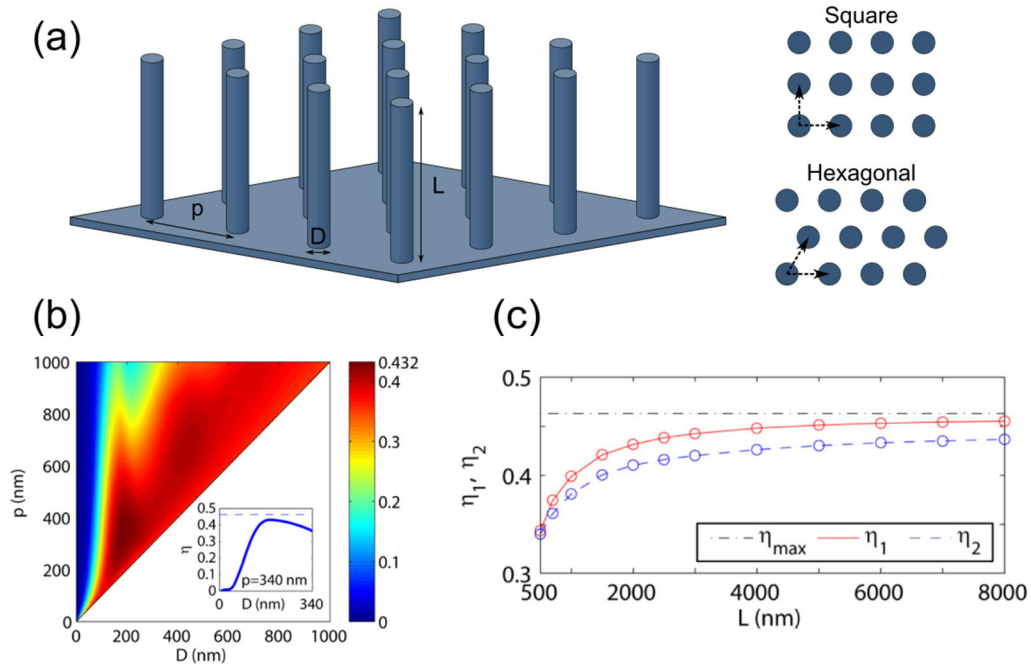 (a)
p
D
L
Square
Hexagonal
(b)
1000
800
600
400
200
0
p (nm)
0 200 400 600 800 1000
D (nm)
0.432
0.4
0.3
0.2
0.1
0
0.5
0.4
0.3
0.2
0.1
0
η
p=340 nm
0 D (nm) 340
(c)
0.5
0.4
0.3
η₁, η₂
500 2000 4000 6000 8000
L (nm)
η_max η₁ η₂